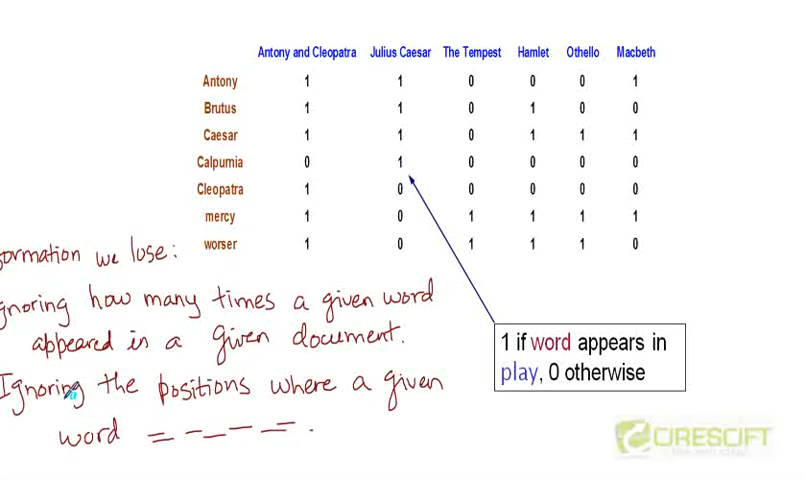 Antony and Cleopatra Julius Caesar The Tempest Hamlet Othello Macbeth
Antony 1 1 0 0 0 1
Brutus 1 1 0 1 0 0
Caesar 1 1 0 1 1 1
Calpurnia 0 1 0 0 0 0
Cleopatra 1 0 0 0 0 0
mercy 1 0 1 1 1 1
worser 1 0 1 1 1 0
ormation we lose:
gnoring how many times a given word
appeared in a given document.
Ignoring the positions where a given
word
1 if word appears in
play, 0 otherwise